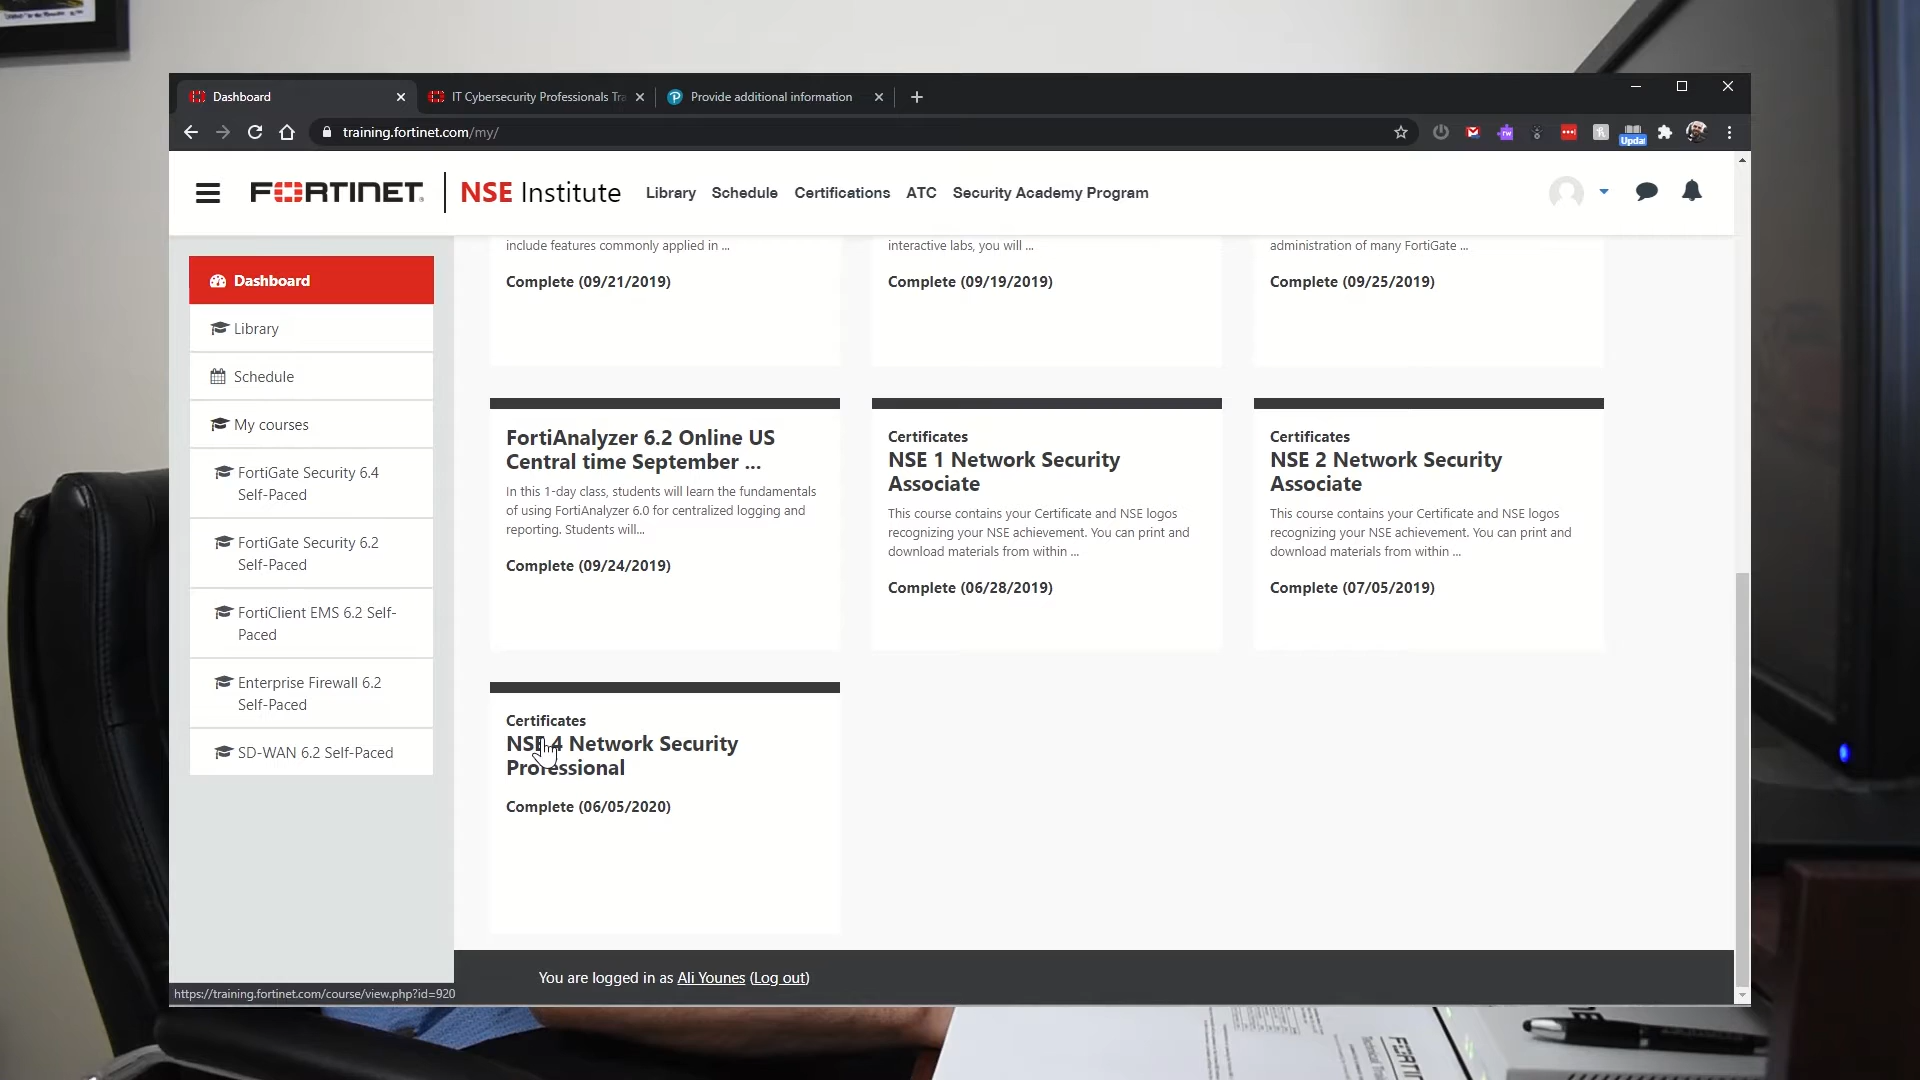 Dashboard
IT Cybersecurity Professionals Tra
Provide additional information
training.fortinet.com/my/
Updat
FORTINET
NSE Institute
Library
Schedule
Certifications
ATC
Security Academy Program
Dashboard
Library
Schedule
My courses
FortiGate Security 6.4
Self-Paced
FortiGate Security 6.2
Self-Paced
FortiClient EMS 6.2 Self-
Paced
Enterprise Firewall 6.2
Self-Paced
SD-WAN 6.2 Self-Paced
include features commonly applied in ...
Complete (09/21/2019)
interactive labs, you will ...
Complete (09/19/2019)
administration of many FortiGate ...
Complete (09/25/2019)
FortiAnalyzer 6.2 Online US
Central time September ...
In this 1-day class, students will learn the fundamentals
of using FortiAnalyzer 6.0 for centralized logging and
reporting. Students will...
Complete (09/24/2019)
Certificates
NSE 1 Network Security
Associate
This course contains your Certificate and NSE logos
recognizing your NSE achievement. You can print and
download materials from within ...
Complete (06/28/2019)
Certificates
NSE 2 Network Security
Associate
This course contains your Certificate and NSE logos
recognizing your NSE achievement. You can print and
download materials from within ...
Complete (07/05/2019)
Certificates
NSE 4 Network Security
Professional
Complete (06/05/2020)
You are logged in as Ali Younes (Log out)
https://training.fortinet.com/course/view.php?id=920